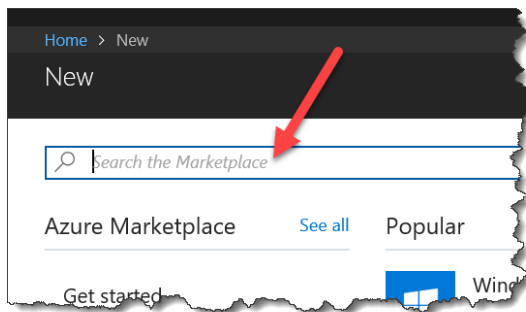 Home > New
New
Search the Marketplace
Azure Marketplace See all Popular
Get started